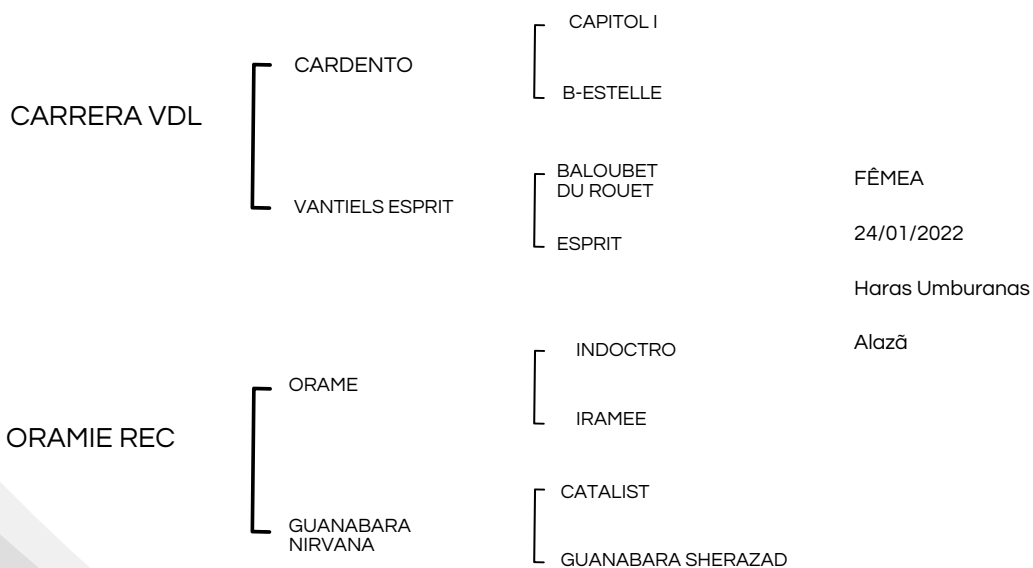 CARRERA VDL
CARDENTO
CAPITOL I
B-ESTELLE
VANTIELS ESPRIT
BALOUBET
DU ROUET
ESPRIT
ORAMIE REC
ORAME
INDOCTRO
IRAMEE
GUANABARA
NIRVANA
CATALIST
GUANABARA SHERAZAD
FÊMEA
24/01/2022
Haras Umburanas
Alazã